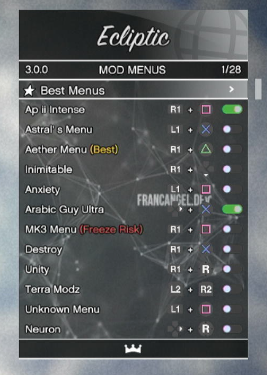 Ecliptic
3.0.0 MOD MENUS 1/28
Best Menus
Ap ii Intense R1 +
Astral's Menu L1 +
Aether Menu (Best) R1 +
Inimitable R1 +
Anxiety L1 +
FRANCANGEL.DEV
Arabic Guy Ultra +
MK3 Menu (Freeze Risk) R1 +
Destroy R1 +
Unity R1 + R
Terra Modz L2 + R2
Unknown Menu L1 +
Neuron + R